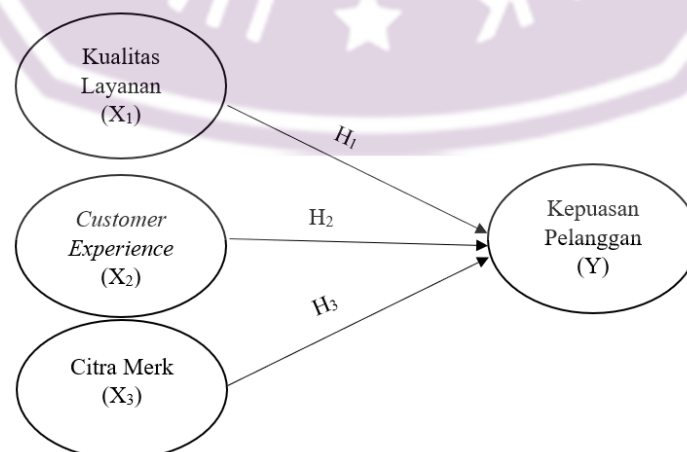 Kualitas
Layanan
(X₁)
H₁
Customer
Experience
(X₂)
H₂
Kepuasan
Pelanggan
(Y)
H₃
Citra Merk
(X₃)